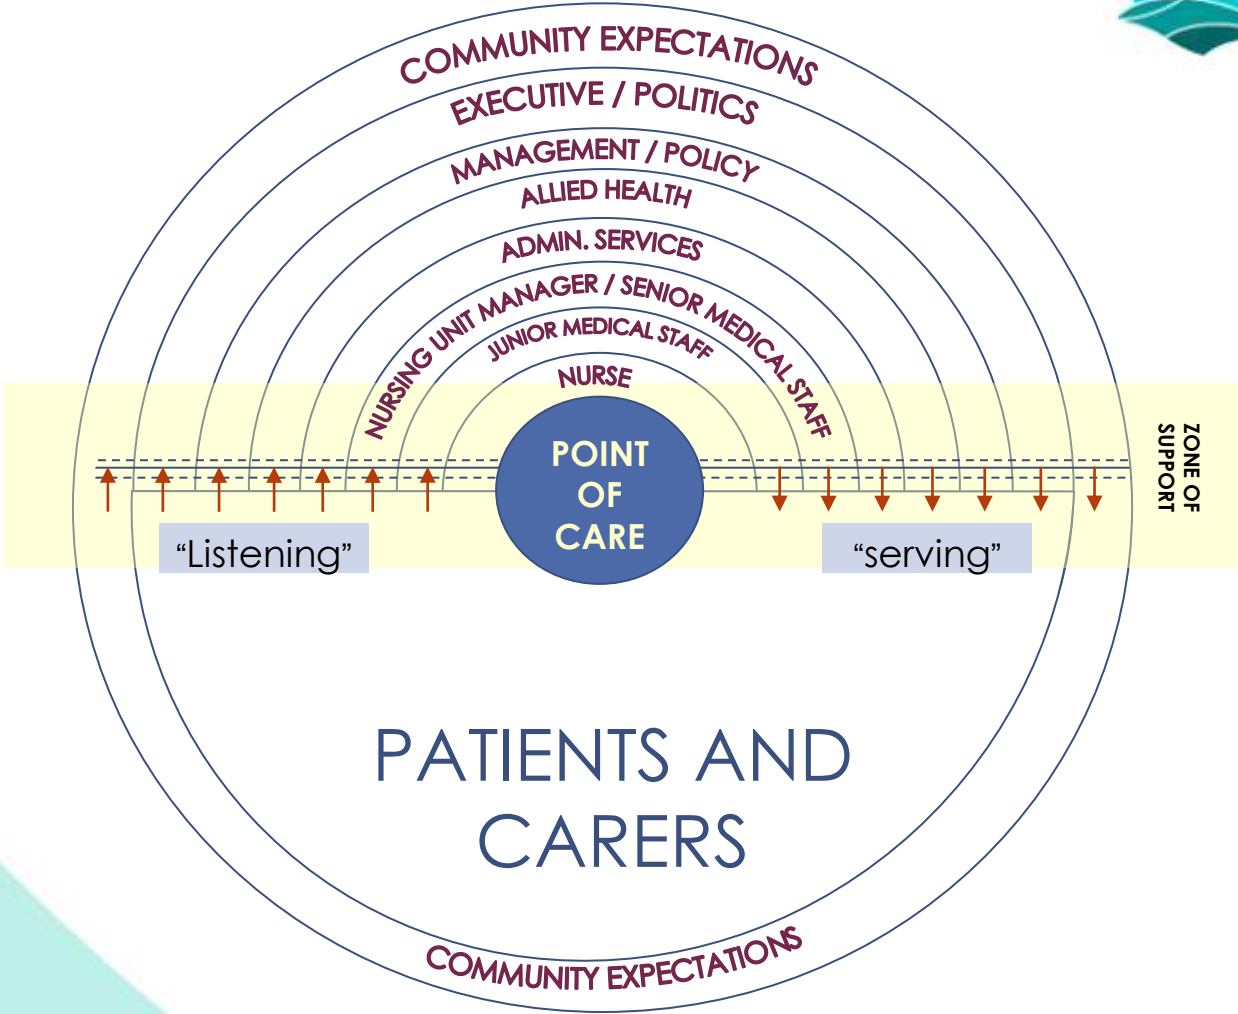 COMMUNITY EXPECTATIONS
EXECUTIVE / POLITICS
MANAGEMENT / POLICY
ALLIED HEALTH
ADMIN. SERVICES
NURSING UNIT MANAGER / SENIOR MEDICAL STAFF
JUNIOR MEDICAL STAFF
NURSE
POINT
OF
CARE
ZONE OF
SUPPORT
“Listening”
“serving”
PATIENTS AND
CARERS
COMMUNITY EXPECTATIONS